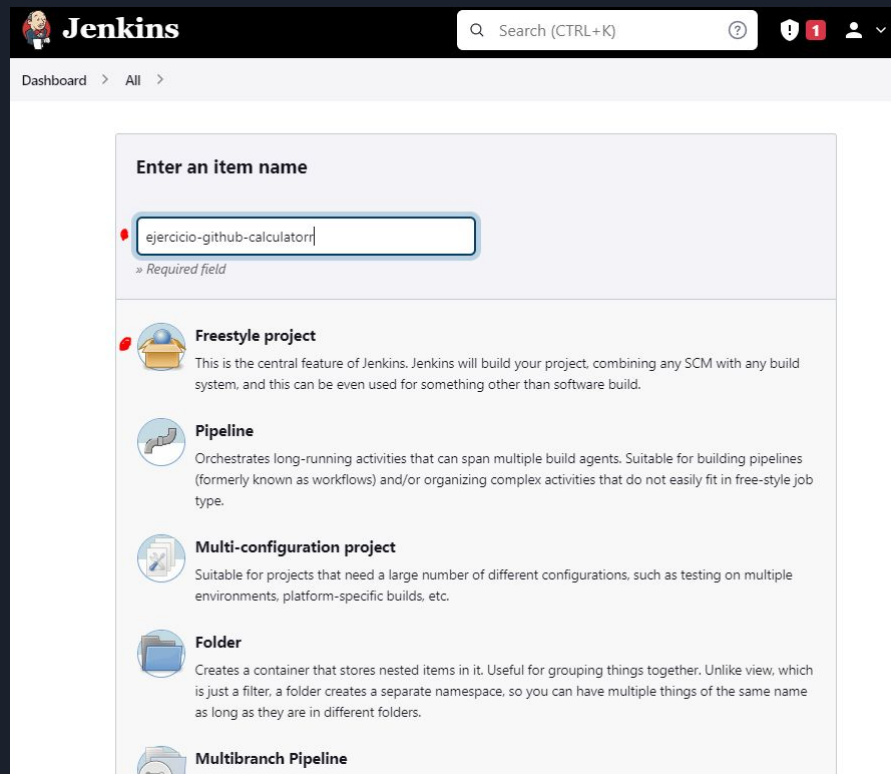 Jenkins
Search (CTRL+K)
1
Dashboard > All >
Enter an item name
ejercicio-github-calculatorr
» Required field
Freestyle project
This is the central feature of Jenkins. Jenkins will build your project, combining any SCM with any build
system, and this can be even used for something other than software build.
Pipeline
Orchestrates long-running activities that can span multiple build agents. Suitable for building pipelines
(formerly known as workflows) and/or organizing complex activities that do not easily fit in free-style job
type.
Multi-configuration project
Suitable for projects that need a large number of different configurations, such as testing on multiple
environments, platform-specific builds, etc.
Folder
Creates a container that stores nested items in it. Useful for grouping things together. Unlike view, which
is just a filter, a folder creates a separate namespace, so you can have multiple things of the same name
as long as they are in different folders.
Multibranch Pipeline